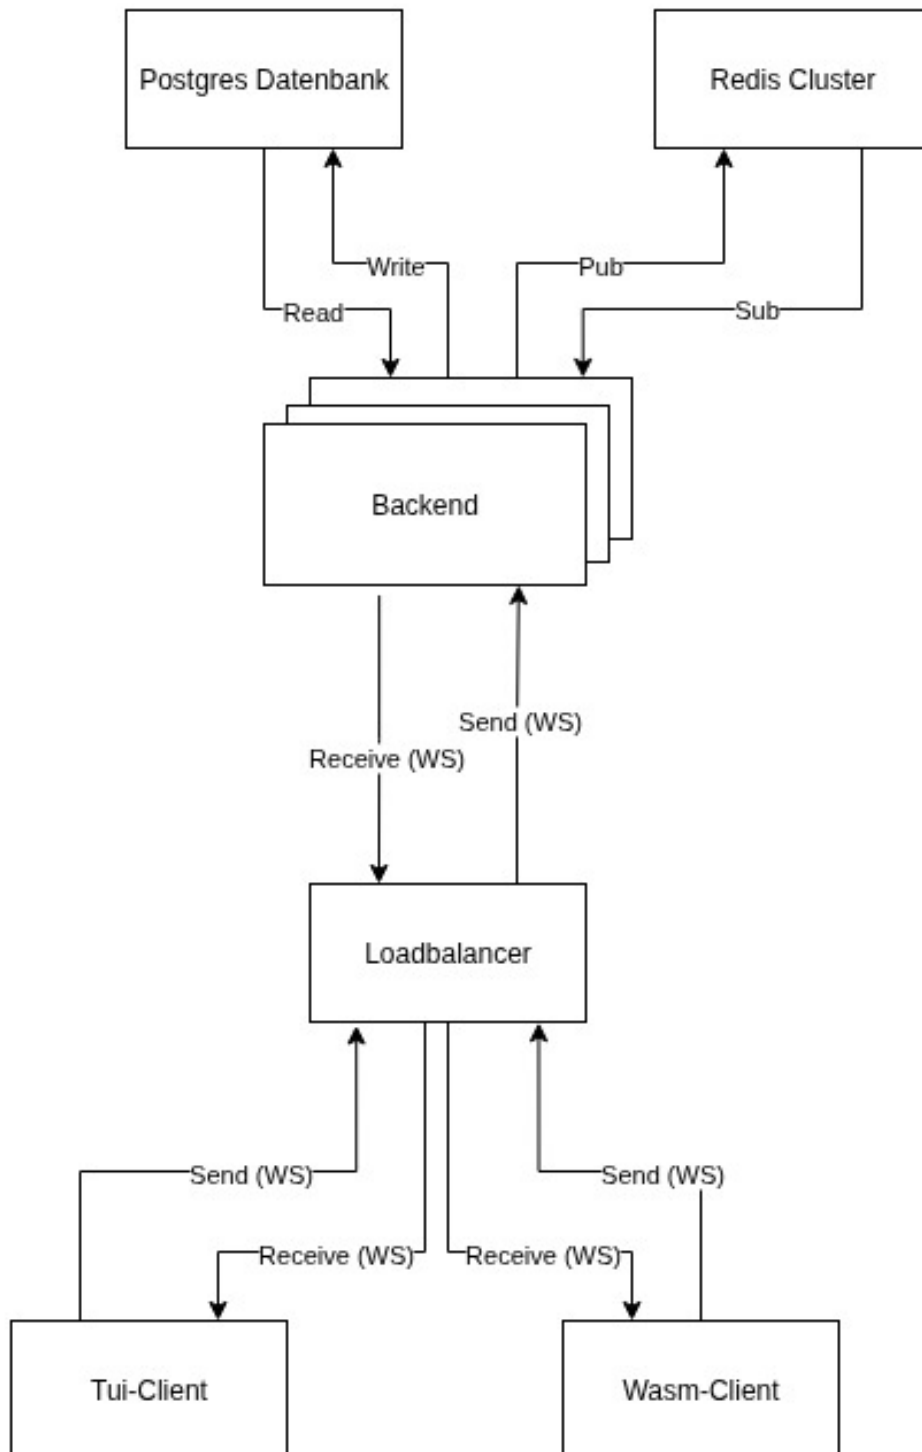 Postgres Datenbank
Redis Cluster
Write
Pub
Read
Sub
Backend
Send (WS)
Receive (WS)
Loadbalancer
Send (WS)
Send (WS)
Receive (WS)
Receive (WS)
Tui-Client
Wasm-Client